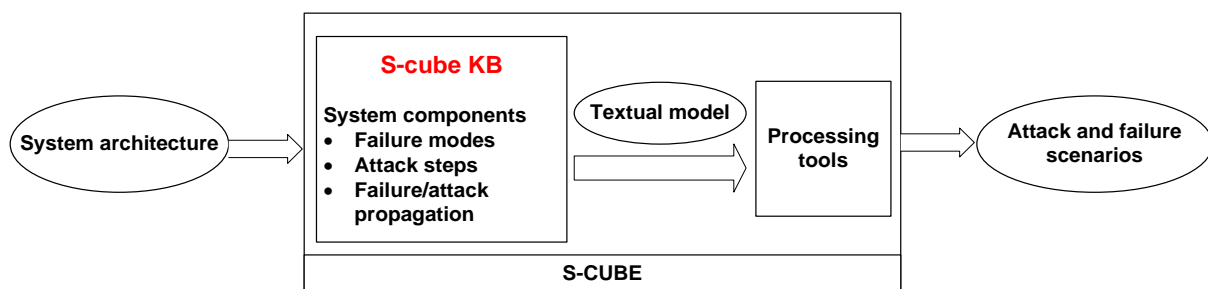 System architecture
S-cube KB
System components
• Failure modes
• Attack steps
• Failure/attack
propagation
Textual model
Processing
tools
Attack and failure
scenarios
S-CUBE